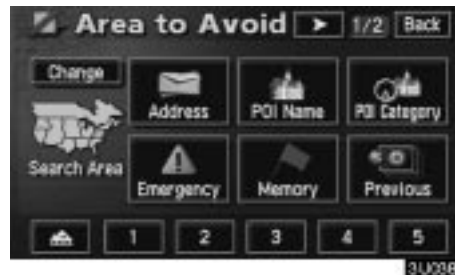 Area to Avoid 1/2 Back
Change
Address POI Name POI Category
Search Area
Emergency Memory Previous
1 2 3 4 5